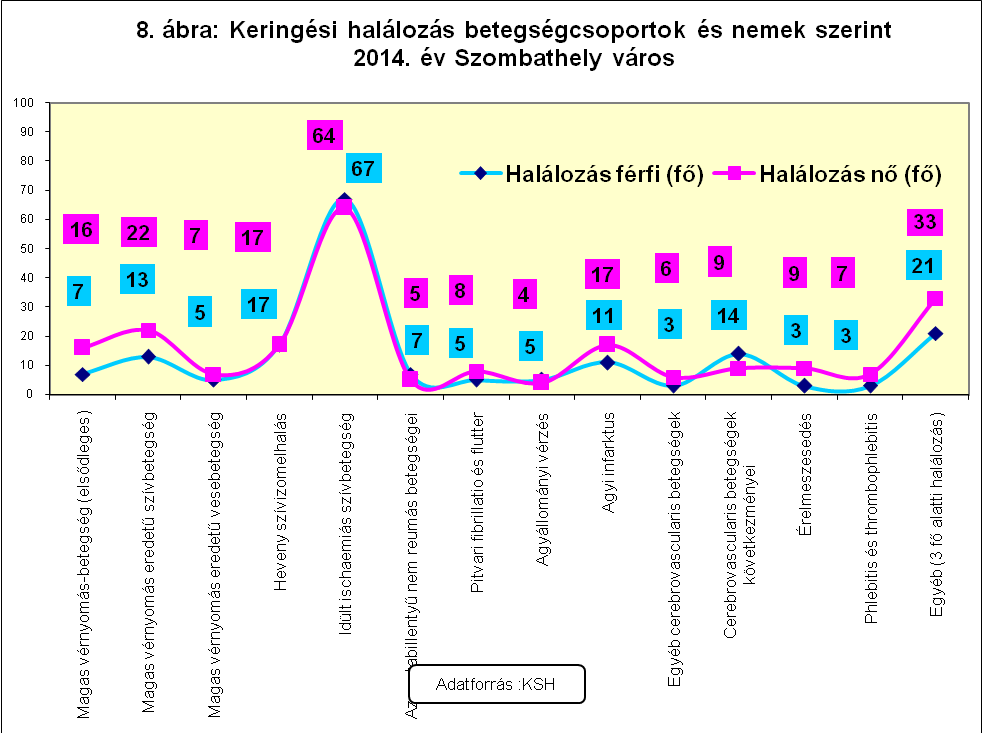 8. ábra: Keringési halálozás betegségcsoportok és nemek szerint
2014. év Szombathely város
100
90
80
70
60
50
40
30
20
10
0
Halálozás férfi (fő)
Halálozás nő (fő)
16
22
7
17
64
5
8
4
17
6
9
9
7
33
7
13
5
17
67
7
5
5
11
3
14
3
3
21
Magas vérnyomás-betegség (elsődleges)
Magas vérnyomás eredetű szívbetegség
Magas vérnyomás eredetű vesebetegség
Heveny szívizomelhalás
Idült ischaemiás szívbetegség
labillentyű nem reumás betegségei
Pitvari fibrillatio és flutter
Agyállományi vérzés
Agyi infarktus
Egyéb cerebrovascularis betegségek
Cerebrovascularis betegségek
következményei
Érelmeszesedés
Phlebitis és thrombophlebitis
Egyéb (3 fő alatti halálozás)
Adatforrás :KSH